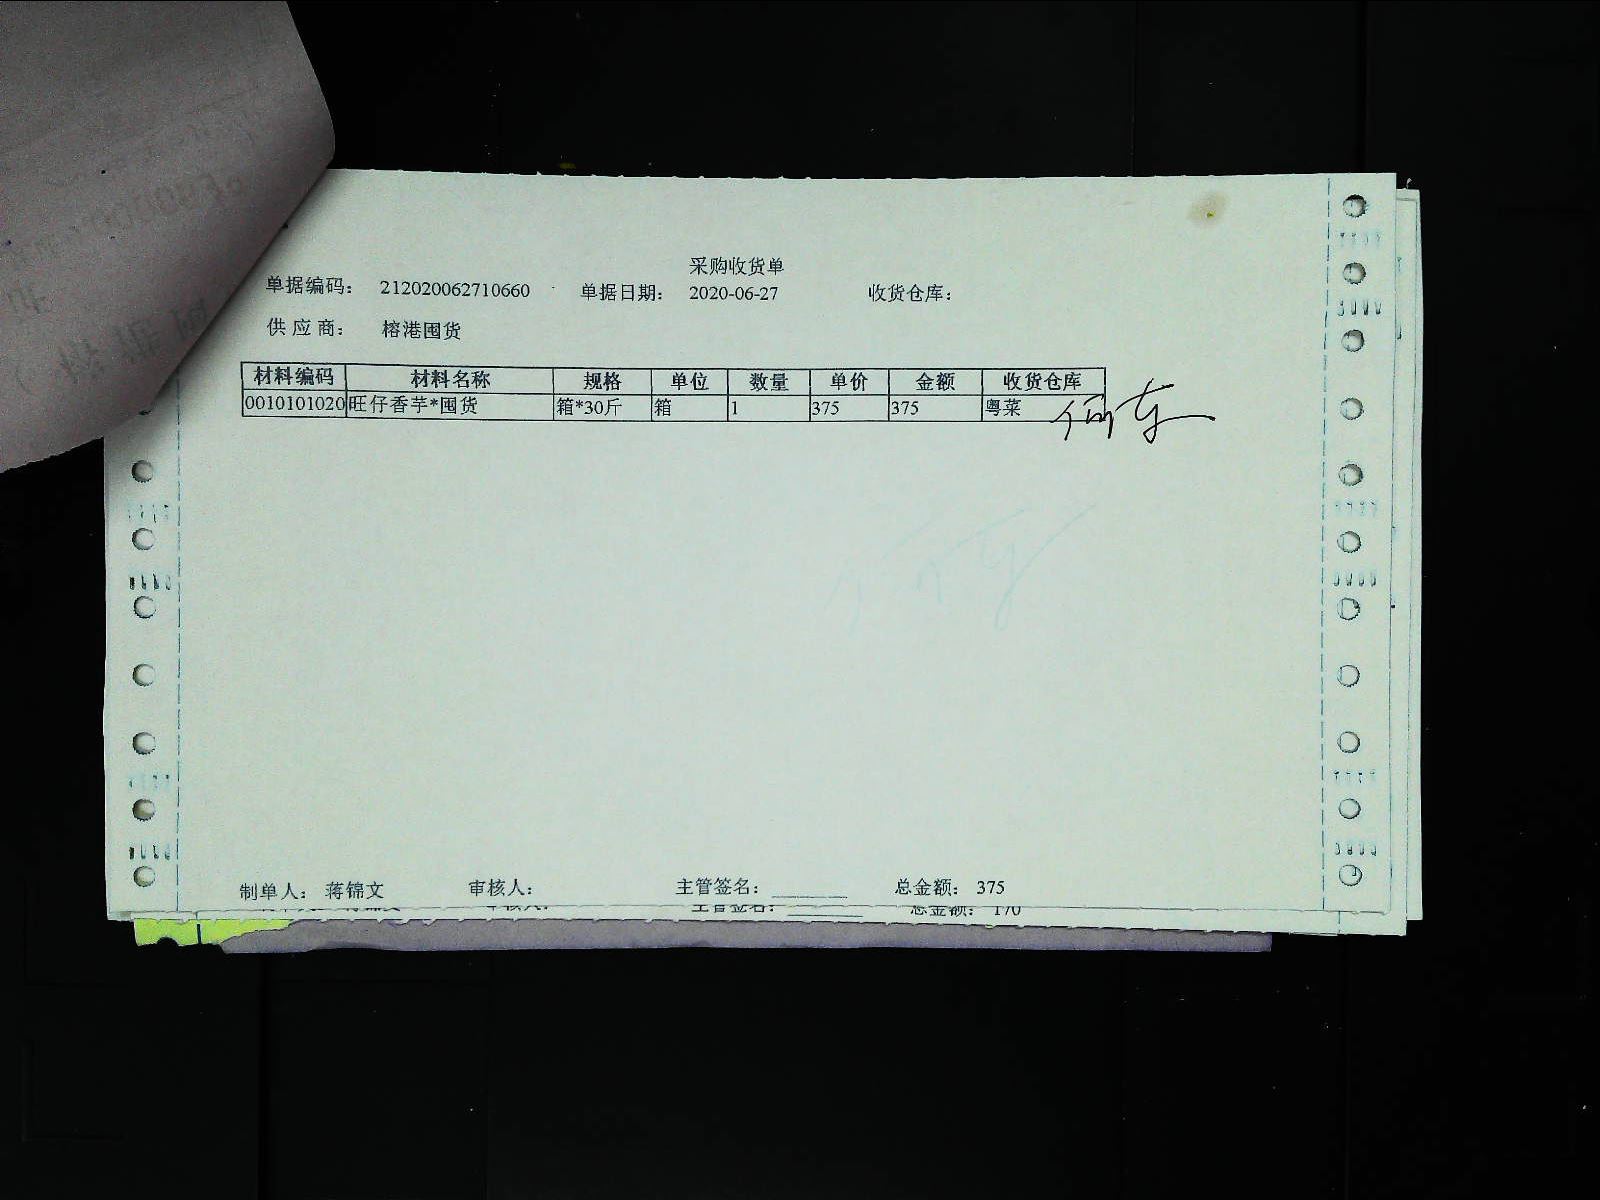 采购收货单
单据编码: 212020062710660 单据日期: 2020-06-27 收货仓库:
供应商: 榕港囤货
材料编码 材料名称 规格 单位 数量 单价 金额 收货仓库
0010101020 旺仔香芋*囤货 箱*30斤 箱 1 375 375 粤菜
制单人: 蒋锦文 审核人: 主管签名: 总金额: 375
总金额: 170